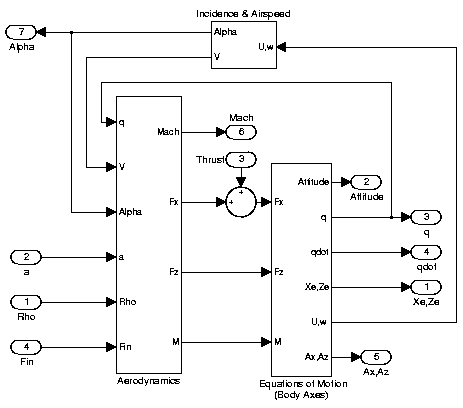 Incidence & Airspeed
7
Alpha
Alpha
V
U,w
q
V
Alpha
a
Rho
Fin
Mach
Fx
Fz
M
Aerodynamics
Mach
6
Thrust
3
+
+
Fx
Fz
M
Attitude
q
qdot
Xe,Ze
U,w
Ax,Az
Equations of Motion
(Body Axes)
2
Attitude
3
q
4
qdot
1
Xe,Ze
5
Ax,Az
2
a
1
Rho
4
Fin